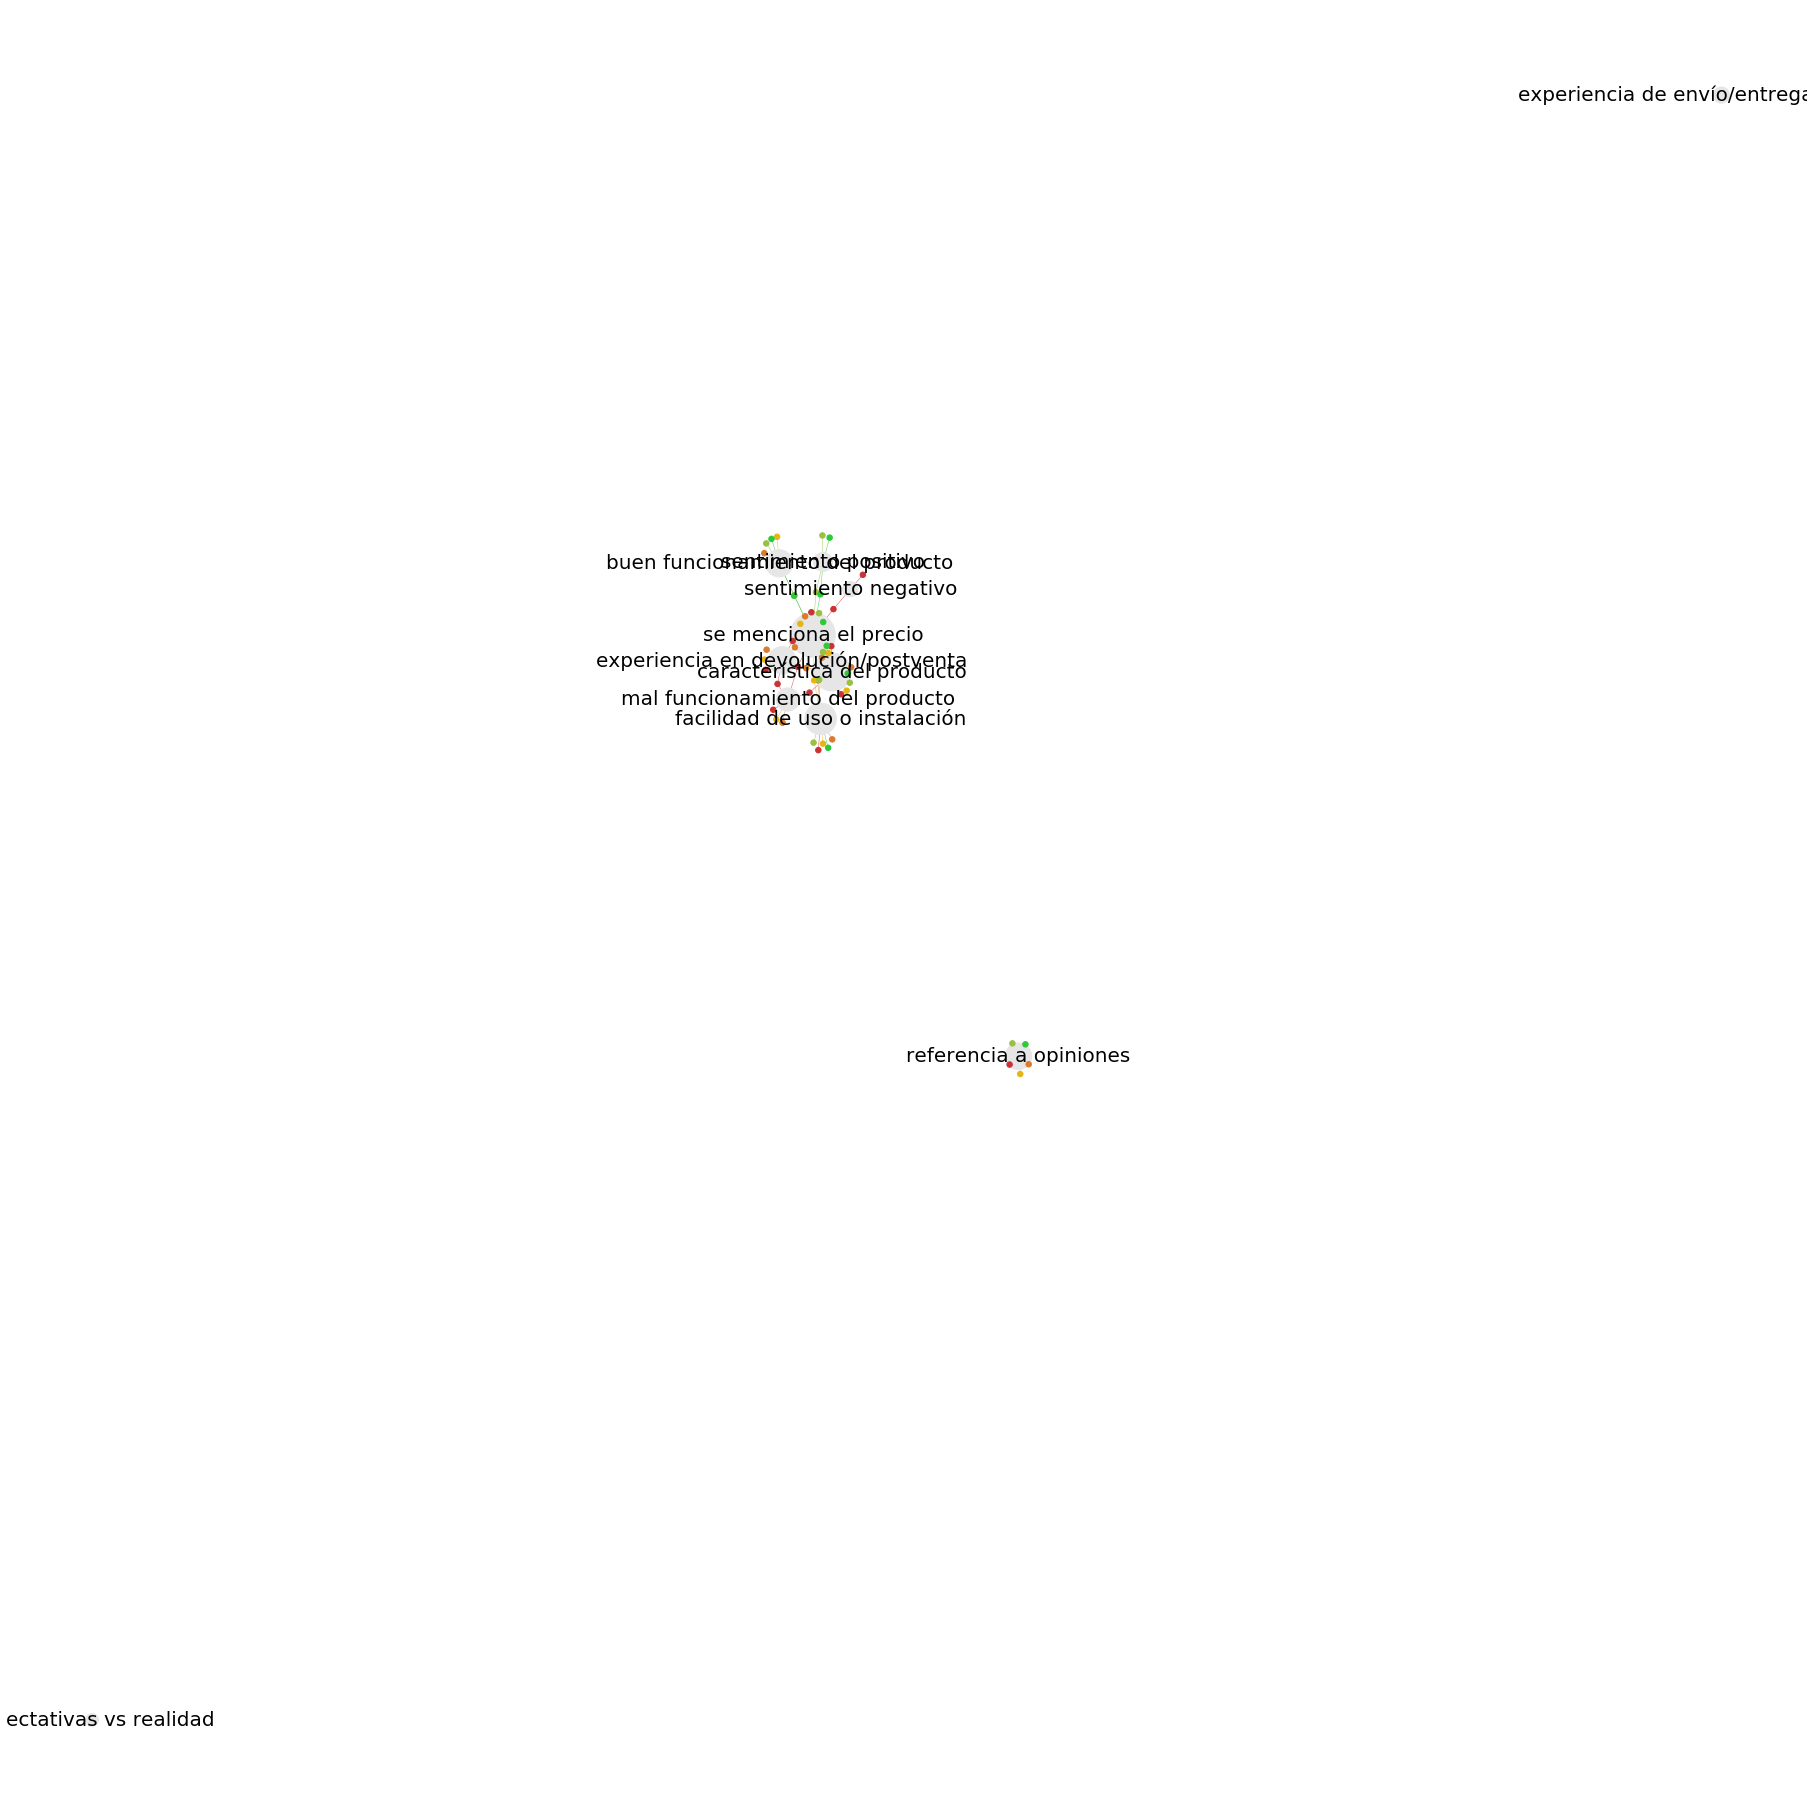 experiencia de envío/entrega
buen funcionamiento del producto
sentimiento positivo
sentimiento negativo
se menciona el precio
experiencia en devolución/postventa
característica del producto
mal funcionamiento del producto
facilidad de uso o instalación
referencia a opiniones
ectativas vs realidad